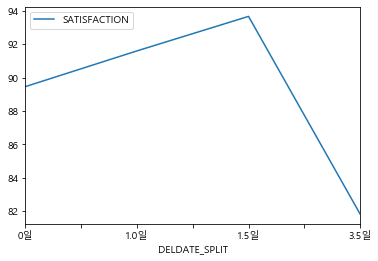 SATISFACTION
94
92
90
88
86
84
82
0일 1.0일 1.5일 3.5일
DELDATE_SPLIT